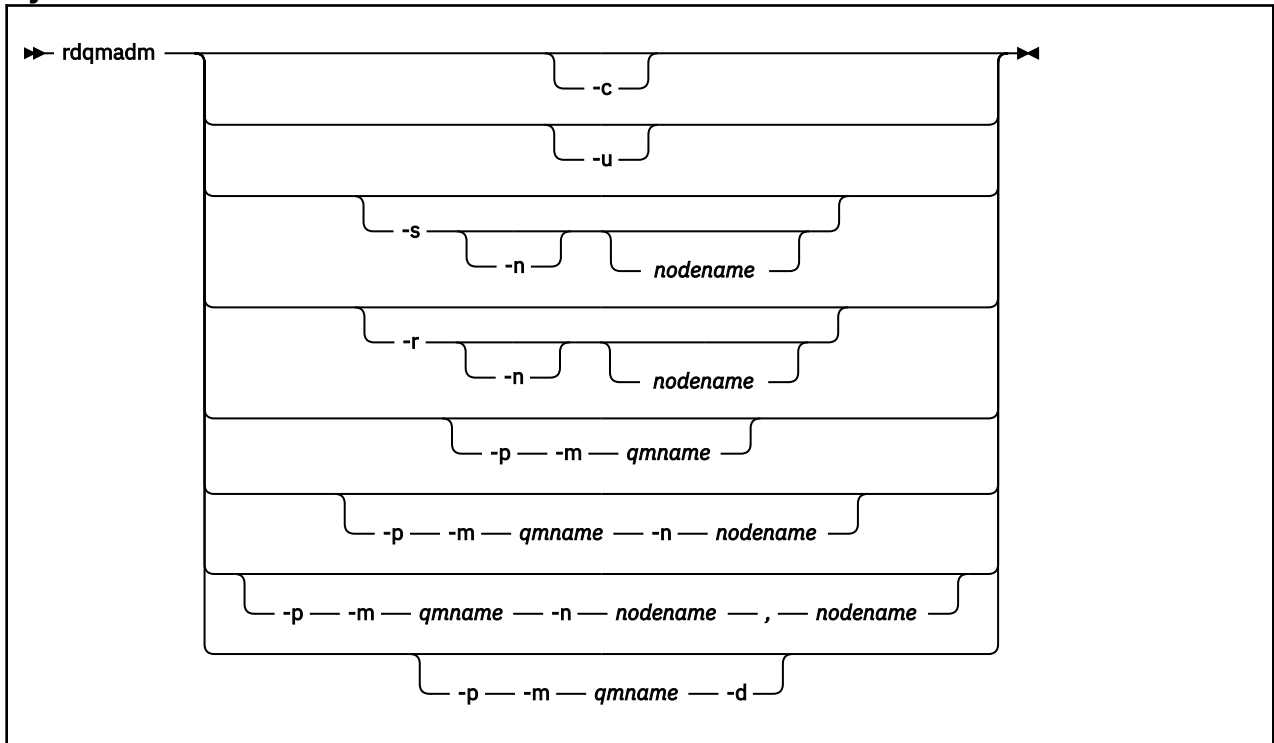 rdqmadm
-c
-u
-s
-n nodename
-r
-n nodename
-p -m qmname
-p -m qmname -n nodename
-p -m qmname -n nodename , nodename
-p -m qmname -d